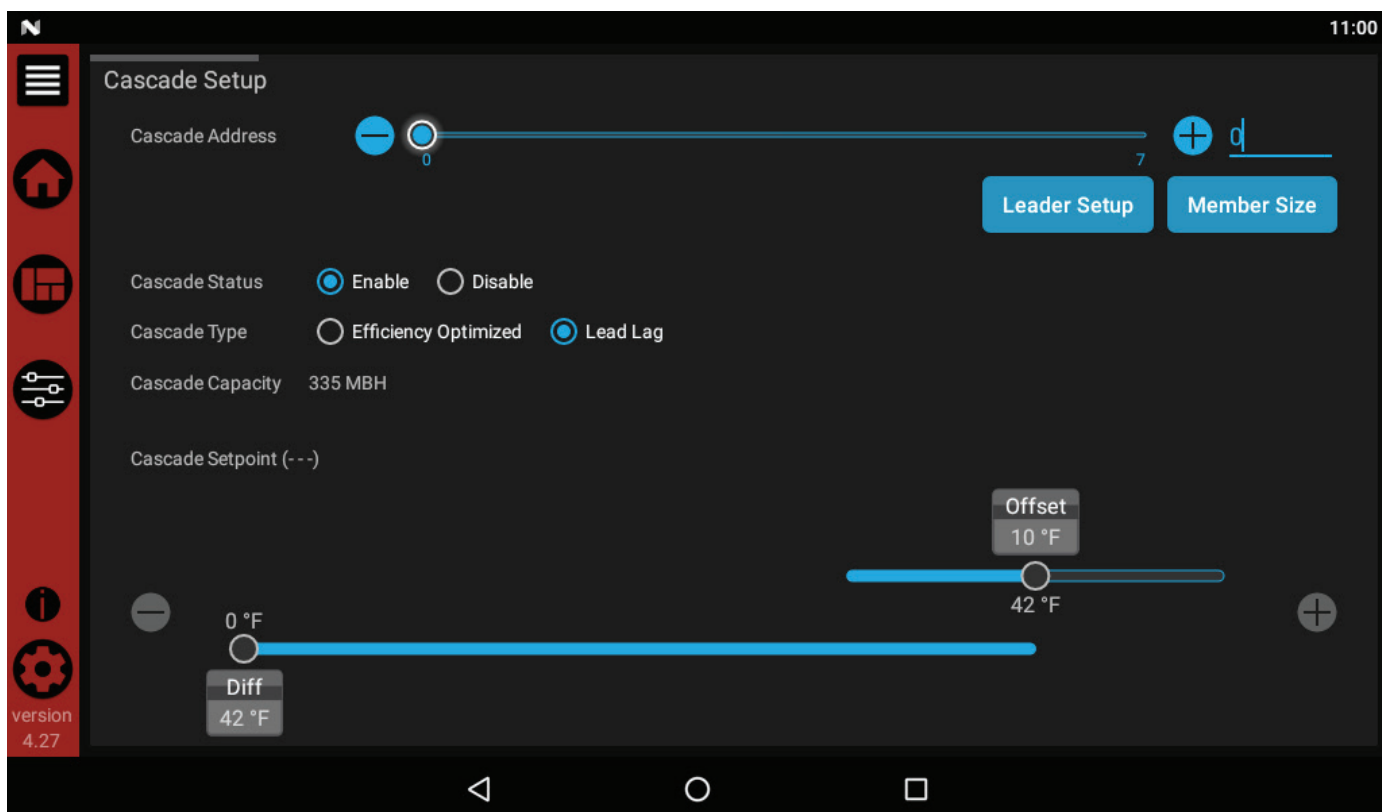 11:00
Cascade Setup
Cascade Address
0
7
0
Leader Setup
Member Size
Cascade Status
Enable
Disable
Cascade Type
Efficiency Optimized
Lead Lag
Cascade Capacity
335 MBH
Cascade Setpoint (---)
Offset
10 °F
42 °F
0 °F
Diff
42 °F
version
4.27